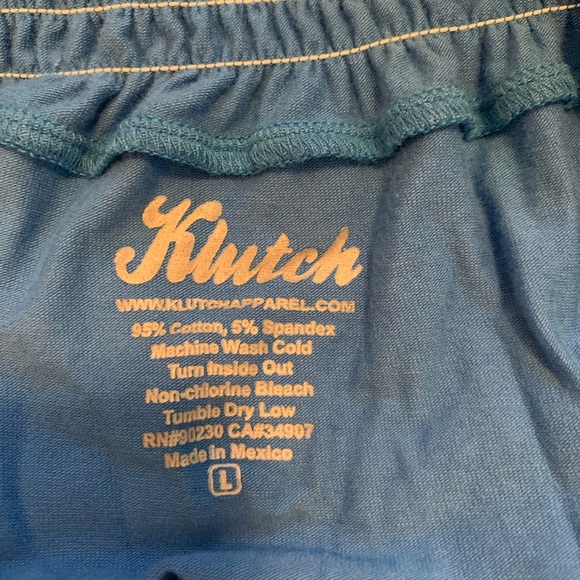 Klutch
WWW.KLUTCHAPPAREL.COM
95% Cotton, 5% Spandex
Machine Wash Cold
Turn Inside Out
Non-chlorine Bleach
Tumble Dry Low
RN#90230 CA#34907
Made in Mexico
L